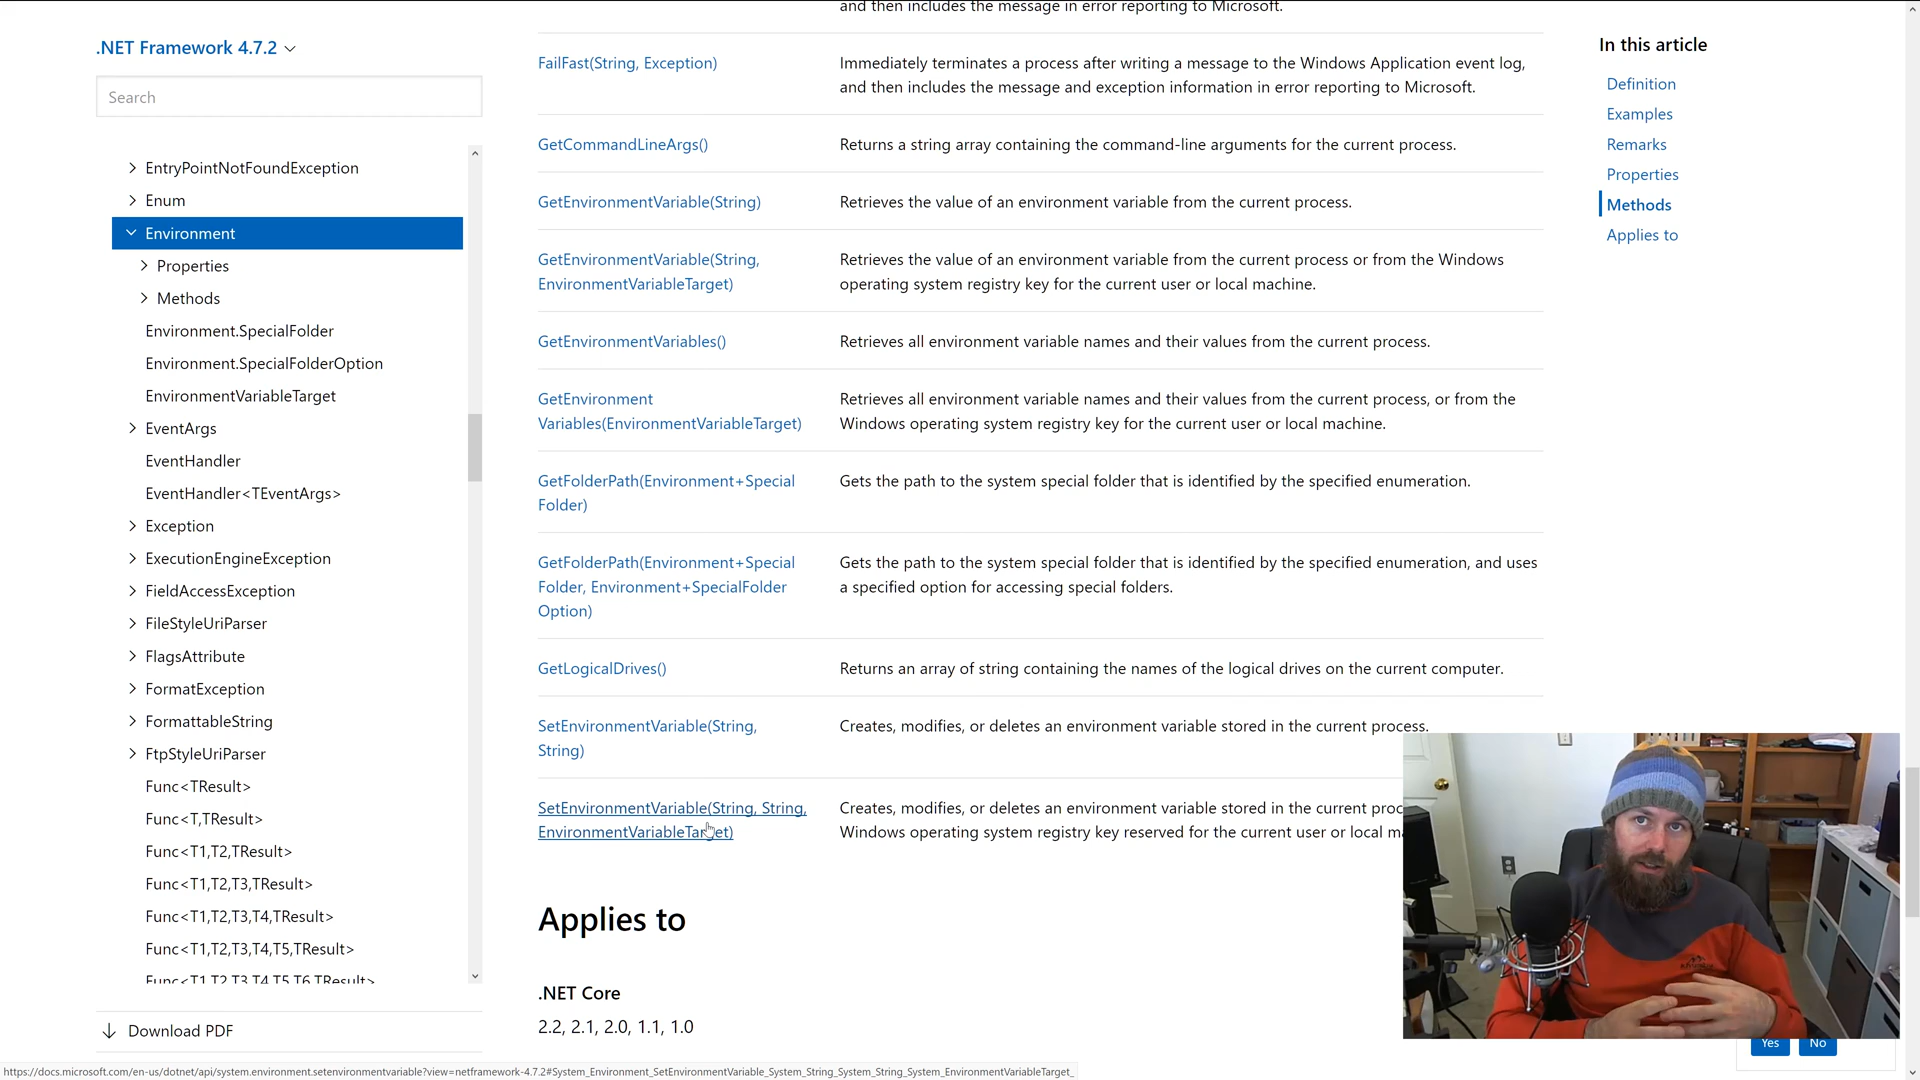 and then includes the message in error reporting to Microsoft.
.NET Framework 4.7.2
Search
EntryPointNotFoundException
Enum
Environment
Properties
Methods
Environment.SpecialFolder
Environment.SpecialFolderOption
EnvironmentVariableTarget
EventArgs
EventHandler
EventHandler<TEventArgs>
Exception
ExecutionEngineException
FieldAccessException
FileStyleUriParser
FlagsAttribute
FormatException
FormattableString
FtpStyleUriParser
Func<TResult>
Func<T,TResult>
Func<T1,T2,TResult>
Func<T1,T2,T3,TResult>
Func<T1,T2,T3,T4,TResult>
Func<T1,T2,T3,T4,T5,TResult>
Func<T1,T2,T3,T4,T5,T6,TResult>
Download PDF
FailFast(String, Exception)
Immediately terminates a process after writing a message to the Windows Application event log,
and then includes the message and exception information in error reporting to Microsoft.
GetCommandLineArgs()
Returns a string array containing the command-line arguments for the current process.
GetEnvironmentVariable(String)
Retrieves the value of an environment variable from the current process.
GetEnvironmentVariable(String,
EnvironmentVariableTarget)
Retrieves the value of an environment variable from the current process or from the Windows
operating system registry key for the current user or local machine.
GetEnvironmentVariables()
Retrieves all environment variable names and their values from the current process.
GetEnvironment
Variables(EnvironmentVariableTarget)
Retrieves all environment variable names and their values from the current process, or from the
Windows operating system registry key for the current user or local machine.
GetFolderPath(Environment+Special
Folder)
Gets the path to the system special folder that is identified by the specified enumeration.
GetFolderPath(Environment+Special
Folder, Environment+SpecialFolder
Option)
Gets the path to the system special folder that is identified by the specified enumeration, and uses
a specified option for accessing special folders.
GetLogicalDrives()
Returns an array of string containing the names of the logical drives on the current computer.
SetEnvironmentVariable(String,
String)
Creates, modifies, or deletes an environment variable stored in the current process.
SetEnvironmentVariable(String, String,
EnvironmentVariableTarget)
Creates, modifies, or deletes an environment variable stored in the current proc
Windows operating system registry key reserved for the current user or local m
Applies to
.NET Core
2.2, 2.1, 2.0, 1.1, 1.0
In this article
Definition
Examples
Remarks
Properties
Methods
Applies to
Yes
No
https://docs.microsoft.com/en-us/dotnet/api/system.environment.setenvironmentvariable?view=netframework-4.7.2#System_Environment_SetEnvironmentVariable_System_String_System_String_System_EnvironmentVariableTarget_